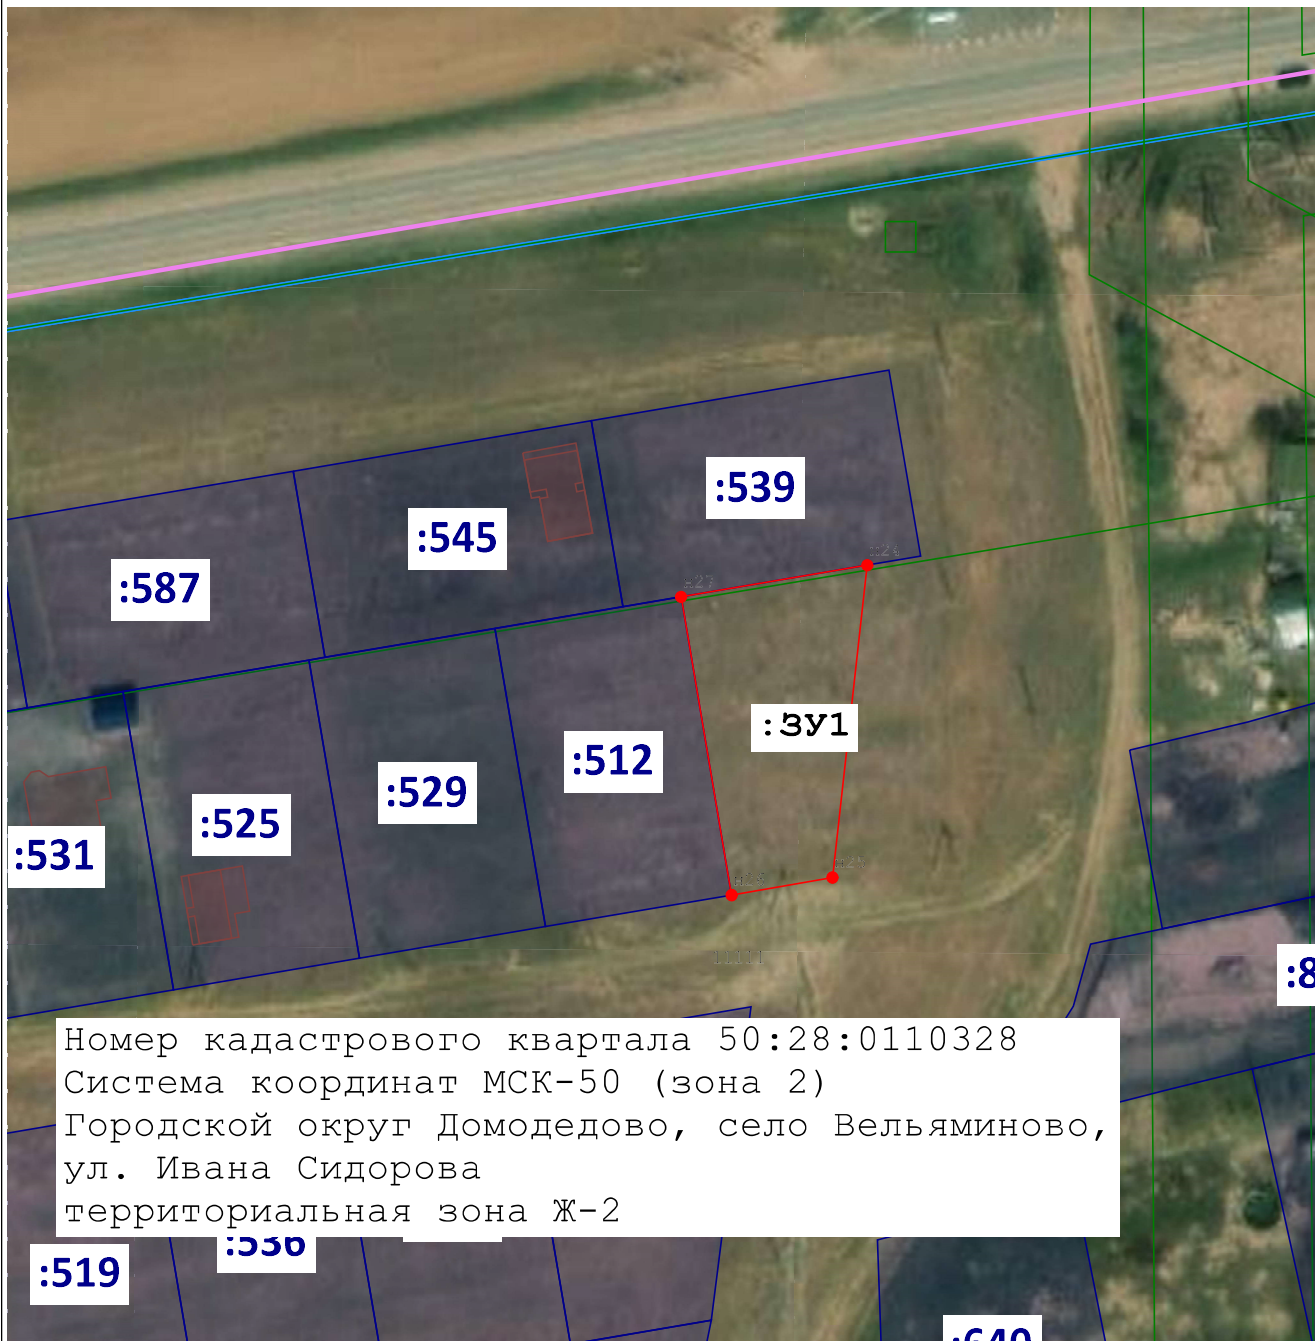 :539
:545
:587
:ЗУ1
:512
:529
:525
:531
:8
Номер кадастрового квартала 50:28:0110328
Система координат МСК-50 (зона 2)
Городской округ Домодедово, село Вельяминово,
ул. Ивана Сидорова
территориальная зона Ж-2
:536
:519
:640